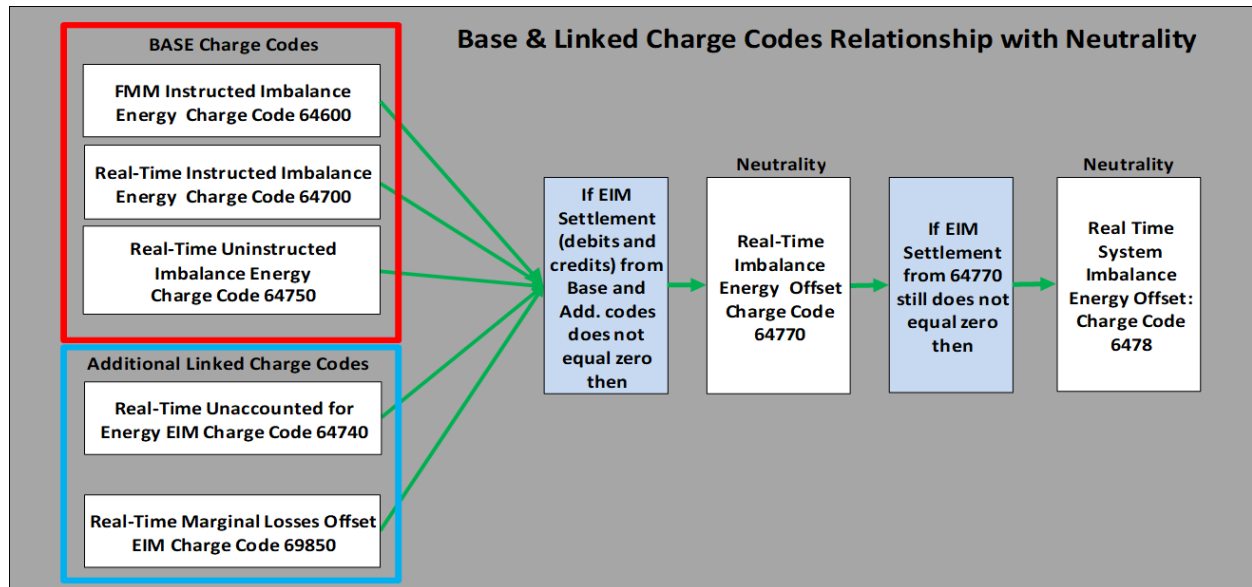 Base & Linked Charge Codes Relationship with Neutrality
BASE Charge Codes
FMM Instructed Imbalance
Energy Charge Code 64600
Real-Time Instructed Imbalance
Energy Charge Code 64700
Real-Time Uninstructed
Imbalance Energy
Charge Code 64750
Additional Linked Charge Codes
Real-Time Unaccounted for
Energy EIM Charge Code 64740
Real-Time Marginal Losses Offset
EIM Charge Code 69850
If EIM
Settlement
(debits and
credits) from
Base and
Add. codes
does not
equal zero
then
Neutrality
Real-Time
Imbalance
Energy Offset
Charge Code
64770
If EIM
Settlement
from 64770
still does not
equal zero
then
Neutrality
Real Time
System
Imbalance
Energy Offset:
Charge Code
6478